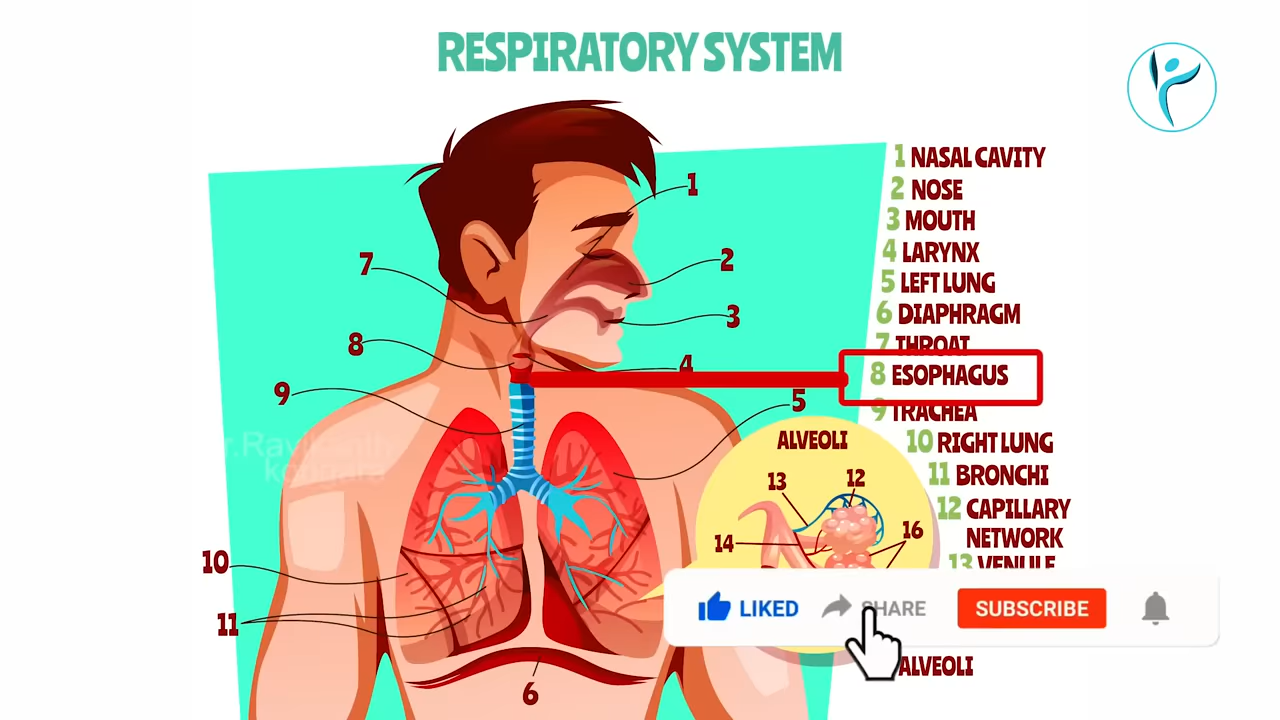 RESPIRATORY SYSTEM
1 NASAL CAVITY
2 NOSE
3 MOUTH
4 LARYNX
5 LEFT LUNG
6 DIAPHRAGM
7 THROAT
8 ESOPHAGUS
9 TRACHEA
10 RIGHT LUNG
11 BRONCHI
12 CAPILLARY
NETWORK
13 VENULE
ALVEOLI
1
2
3
4
5
6
7
8
9
10
11
ALVEOLI
12
13
14
16
LIKED
SHARE
SUBSCRIBE